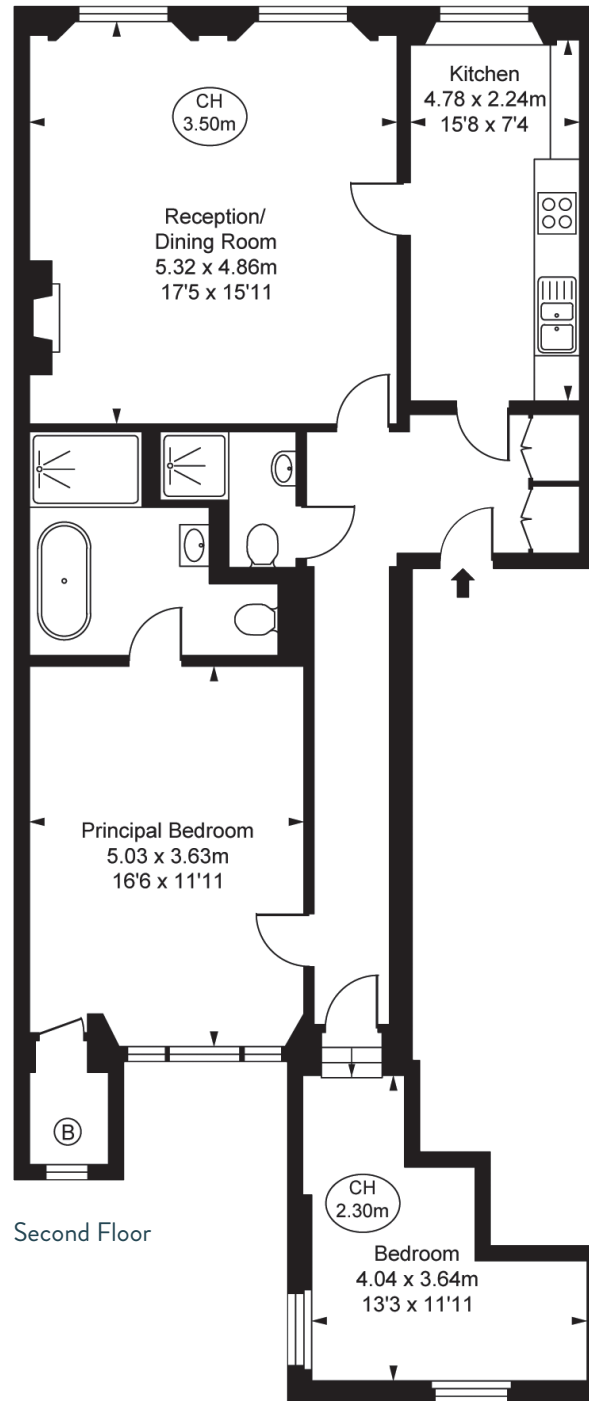 Kitchen
4.78 x 2.24m
15'8 x 7'4
CH
3.50m
Reception/
Dining Room
5.32 x 4.86m
17'5 x 15'11
Principal Bedroom
5.03 x 3.63m
16'6 x 11'11
B
CH
2.30m
Second Floor
Bedroom
4.04 x 3.64m
13'3 x 11'11